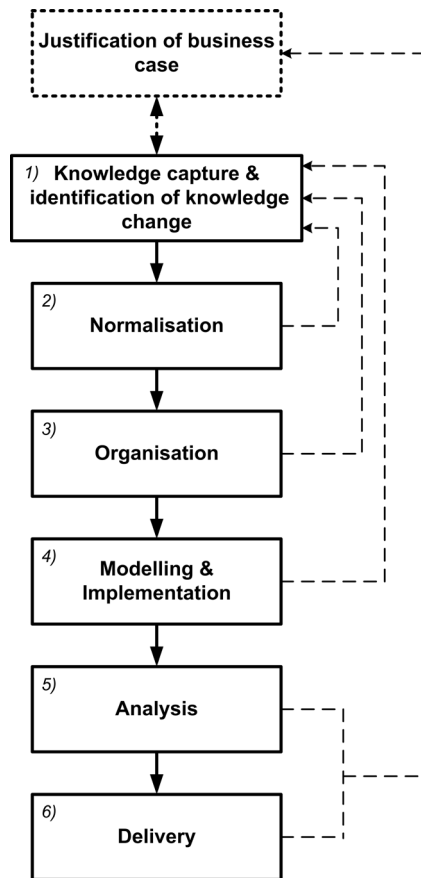 Justification of business
case
1) Knowledge capture &
identification of knowledge
change
2)
Normalisation
3)
Organisation
4)
Modelling &
Implementation
5)
Analysis
6)
Delivery